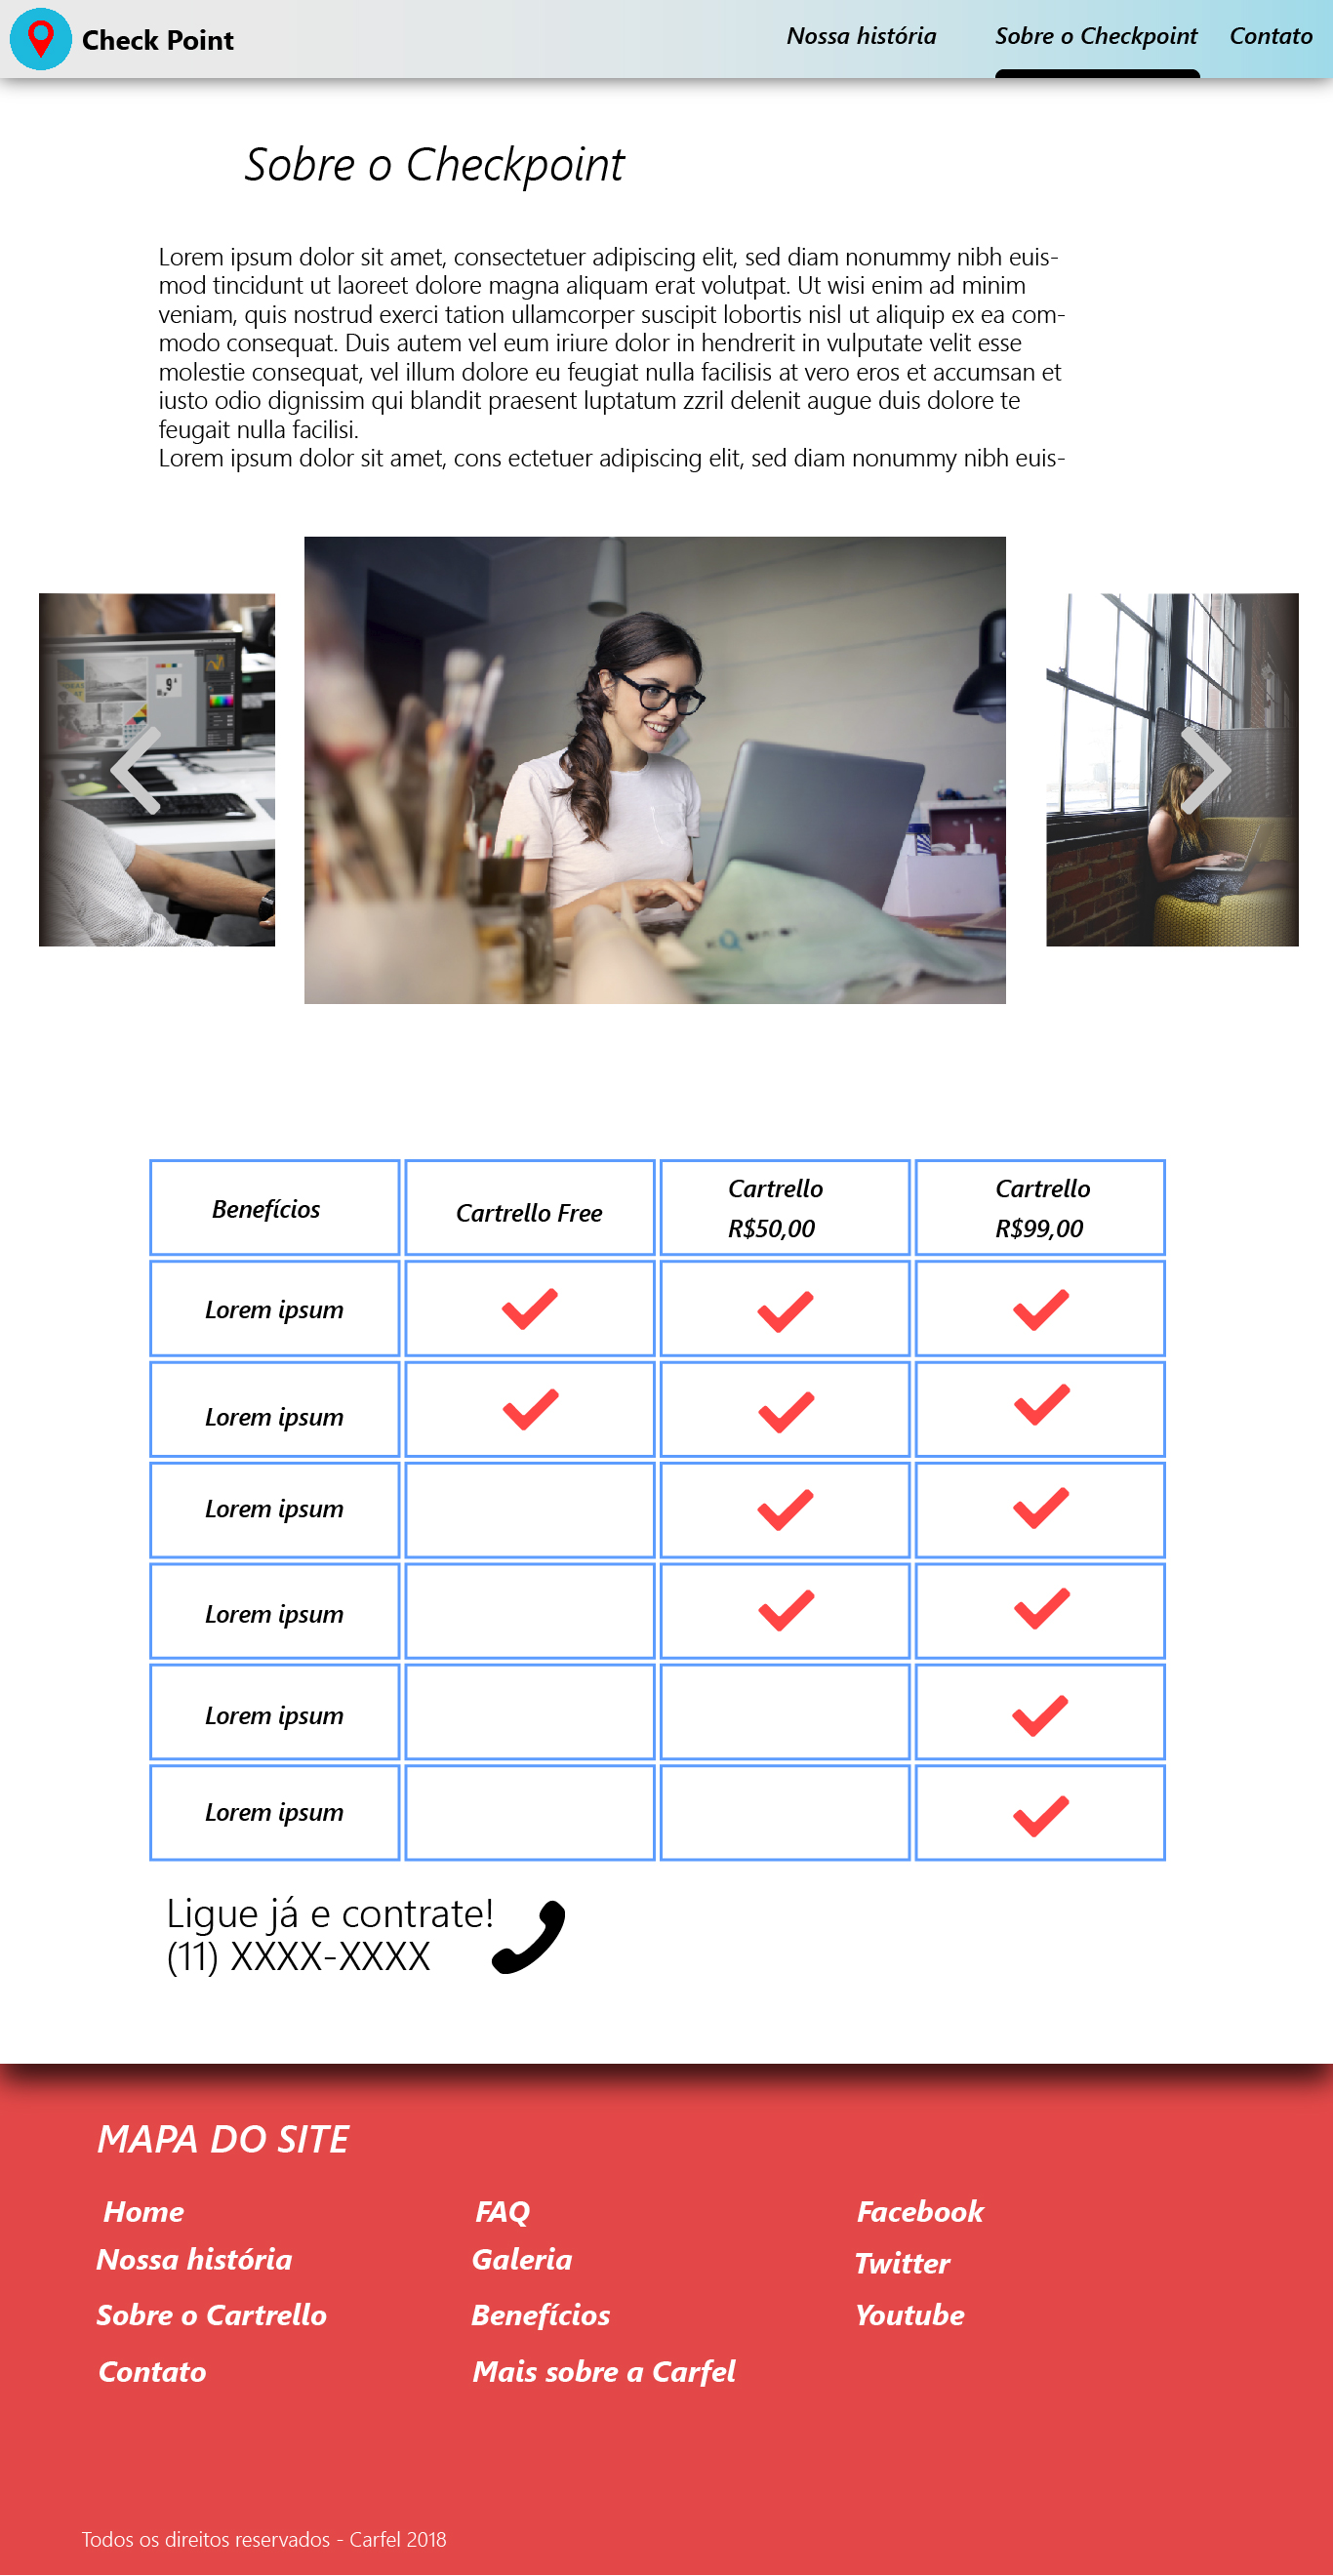 Check Point
Nossa história
Sobre o Checkpoint
Contato
Sobre o Checkpoint
Lorem ipsum dolor sit amet, consectetuer adipiscing elit, sed diam nonummy nibh euis-
mod tincidunt ut laoreet dolore magna aliquam erat volutpat. Ut wisi enim ad minim
veniam, quis nostrud exerci tation ullamcorper suscipit lobortis nisl ut aliquip ex ea com-
modo consequat. Duis autem vel eum iriure dolor in hendrerit in vulputate velit esse
molestie consequat, vel illum dolore eu feugiat nulla facilisis at vero eros et accumsan et
iusto odio dignissim qui blandit praesent luptatum zzril delenit augue duis dolore te
feugait nulla facilisi.
Lorem ipsum dolor sit amet, cons ectetuer adipiscing elit, sed diam nonummy nibh euis-
Benefícios
Cartrello Free
Cartrello
R$50,00
Cartrello
R$99,00
Lorem ipsum
Lorem ipsum
Lorem ipsum
Lorem ipsum
Lorem ipsum
Lorem ipsum
Ligue já e contrate!
(11) XXXX-XXXX
MAPA DO SITE
Home
Nossa história
Sobre o Cartrello
Contato
FAQ
Galeria
Benefícios
Mais sobre a Carfel
Facebook
Twitter
Youtube
Todos os direitos reservados - Carfel 2018